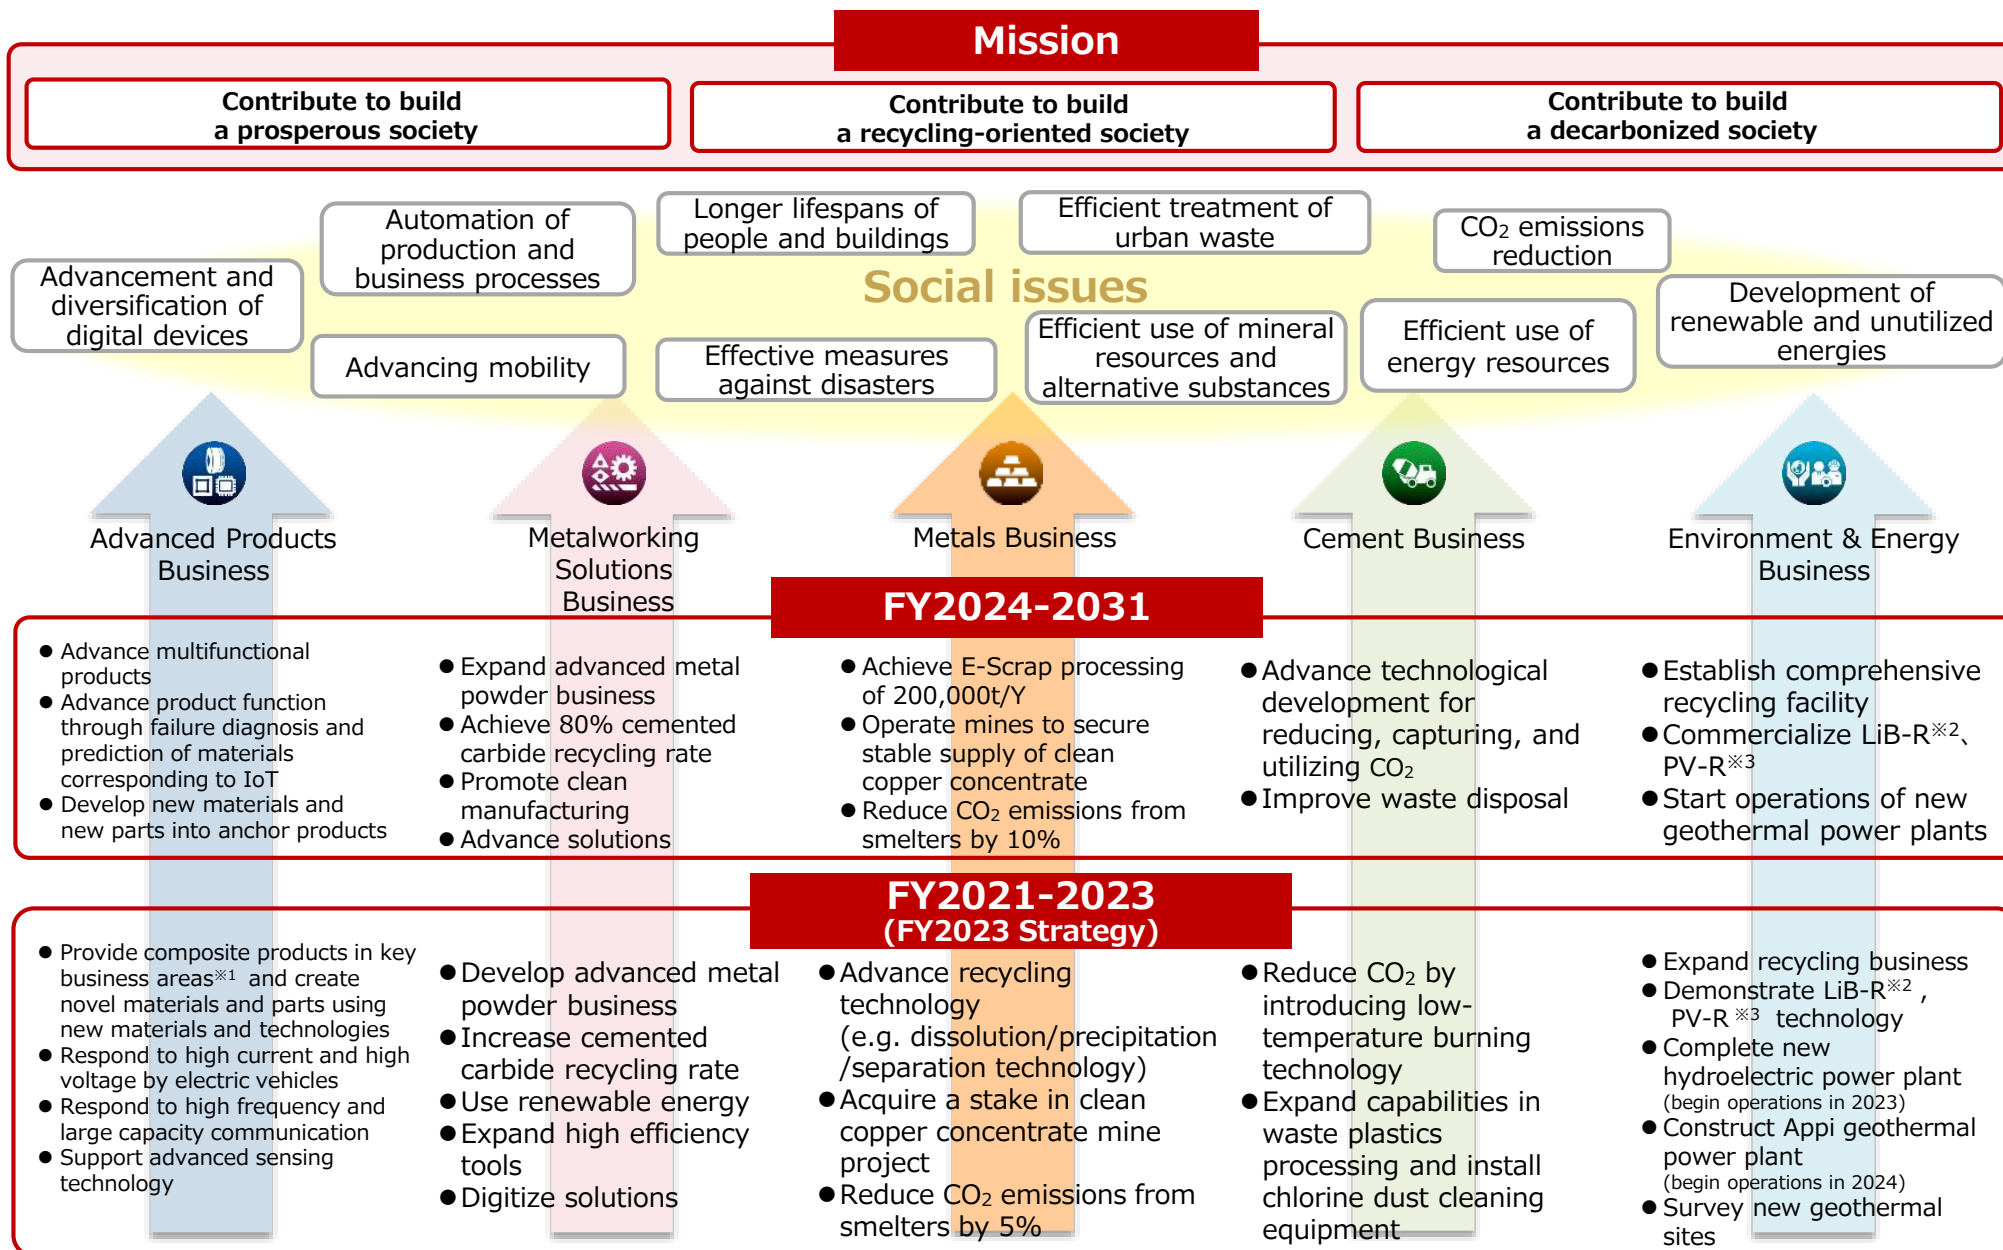 Mission
Contribute to build
a prosperous society
Contribute to build
a recycling-oriented society
Contribute to build
a decarbonized society
Advancement and
diversification of
digital devices
Automation of
production and
business processes
Longer lifespans of
people and buildings
Efficient treatment of
urban waste
CO₂ emissions
reduction
Development of
renewable and unutilized
energies
Social issues
Advancing mobility
Effective measures
against disasters
Efficient use of mineral
resources and
alternative substances
Efficient use of
energy resources
Advanced Products
Business
Metalworking
Solutions
Business
Metals Business
Cement Business
Environment & Energy
Business
FY2024-2031
● Advance multifunctional
products
● Advance product function
through failure diagnosis and
prediction of materials
corresponding to IoT
● Develop new materials and
new parts into anchor products
● Expand advanced metal
powder business
● Achieve 80% cemented
carbide recycling rate
● Promote clean
manufacturing
● Advance solutions
● Achieve E-Scrap processing
of 200,000t/Y
● Operate mines to secure
stable supply of clean
copper concentrate
● Reduce CO₂ emissions from
smelters by 10%
● Advance technological
development for
reducing, capturing, and
utilizing CO₂
● Improve waste disposal
● Establish comprehensive
recycling facility
● Commercialize LiB-R※2、
PV-R※3
● Start operations of new
geothermal power plants
FY2021-2023
(FY2023 Strategy)
● Provide composite products in key
business areas※1 and create
novel materials and parts using
new materials and technologies
● Respond to high current and high
voltage by electric vehicles
● Respond to high frequency and
large capacity communication
● Support advanced sensing
technology
● Develop advanced metal
powder business
● Increase cemented
carbide recycling rate
● Use renewable energy
● Expand high efficiency
tools
● Digitize solutions
● Advance recycling
technology
(e.g. dissolution/precipitation
/separation technology)
● Acquire a stake in clean
copper concentrate mine
project
● Reduce CO₂ emissions from
smelters by 5%
● Reduce CO₂ by
introducing low-
temperature burning
technology
● Expand capabilities in
waste plastics
processing and install
chlorine dust cleaning
equipment
● Expand recycling business
● Demonstrate LiB-R※2 ,
PV-R ※3 technology
● Complete new
hydroelectric power plant
(begin operations in 2023)
● Construct Appi geothermal
power plant
(begin operations in 2024)
● Survey new geothermal
sites